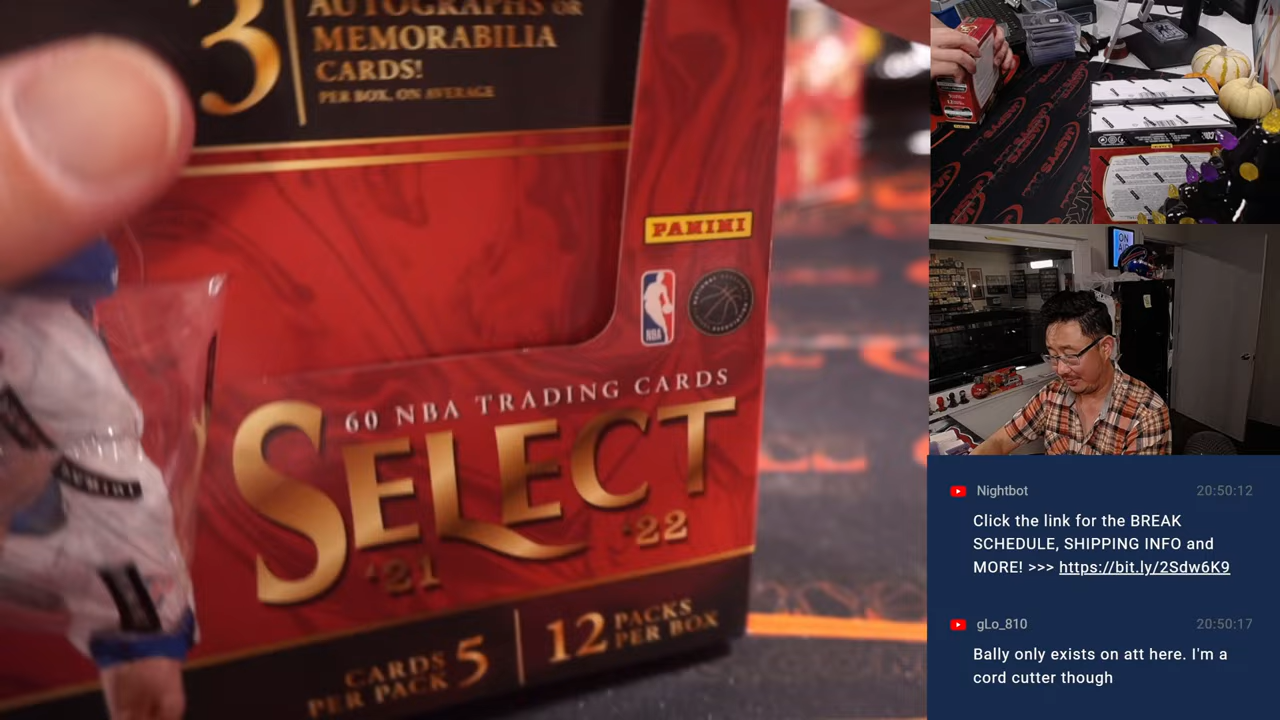 3
AUTOGRAPHS OR
MEMORABILIA
CARDS!
PER BOX, ON AVERAGE
PANINI
NBA
60 NBA TRADING CARDS
SELECT
'21 '22
CARDS PER PACK 5
12 PACKS PER BOX
ON
AIR
Nightbot 20:50:12
Click the link for the BREAK
SCHEDULE, SHIPPING INFO and
MORE! >>> https://bit.ly/2Sdw6K9
gLo_810 20:50:17
Bally only exists on att here. I'm a
cord cutter though